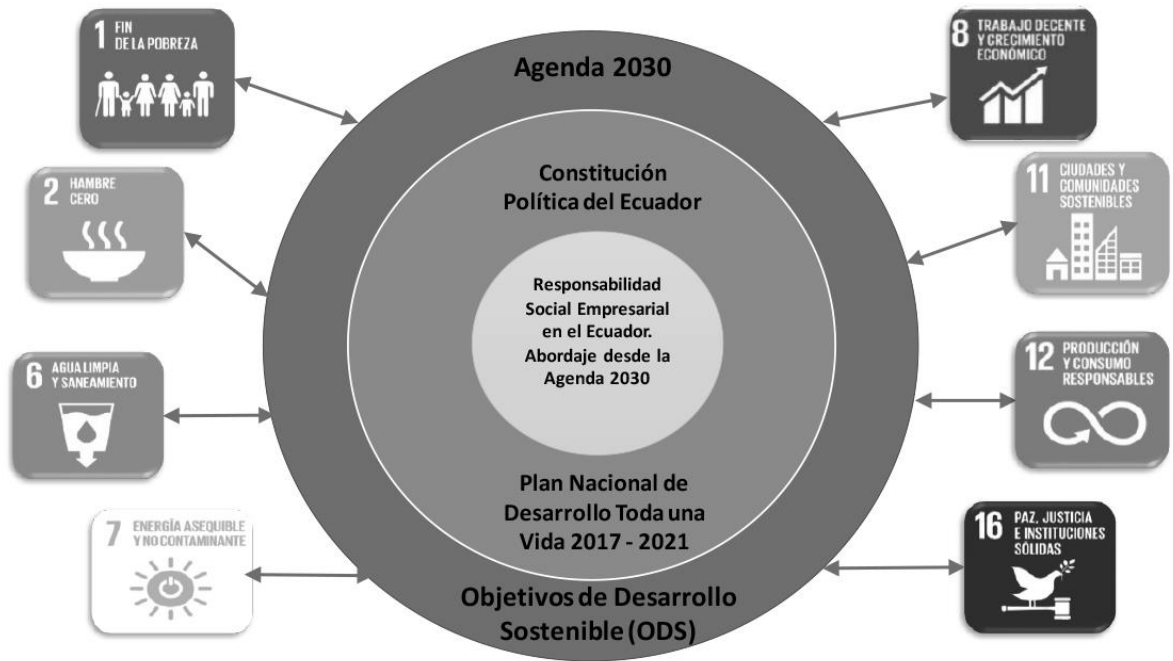 1 FIN
DE LA POBREZA
2 HAMBRE
CERO
6 AGUA LIMPIA
Y SANEAMIENTO
7 ENERGÍA ASEQUIBLE
Y NO CONTAMINANTE
Agenda 2030
Constitución
Política del Ecuador
Responsabilidad
Social Empresarial
en el Ecuador.
Abordaje desde la
Agenda 2030
Plan Nacional de
Desarrollo Toda una
Vida 2017 - 2021
Objetivos de Desarrollo
Sostenible (ODS)
8 TRABAJO DECENTE
Y CRECIMIENTO
ECONÓMICO
11 CIUDADES Y
COMUNIDADES
SOSTENIBLES
12 PRODUCCIÓN
Y CONSUMO
RESPONSABLES
16 PAZ, JUSTICIA
E INSTITUCIONES
SÓLIDAS